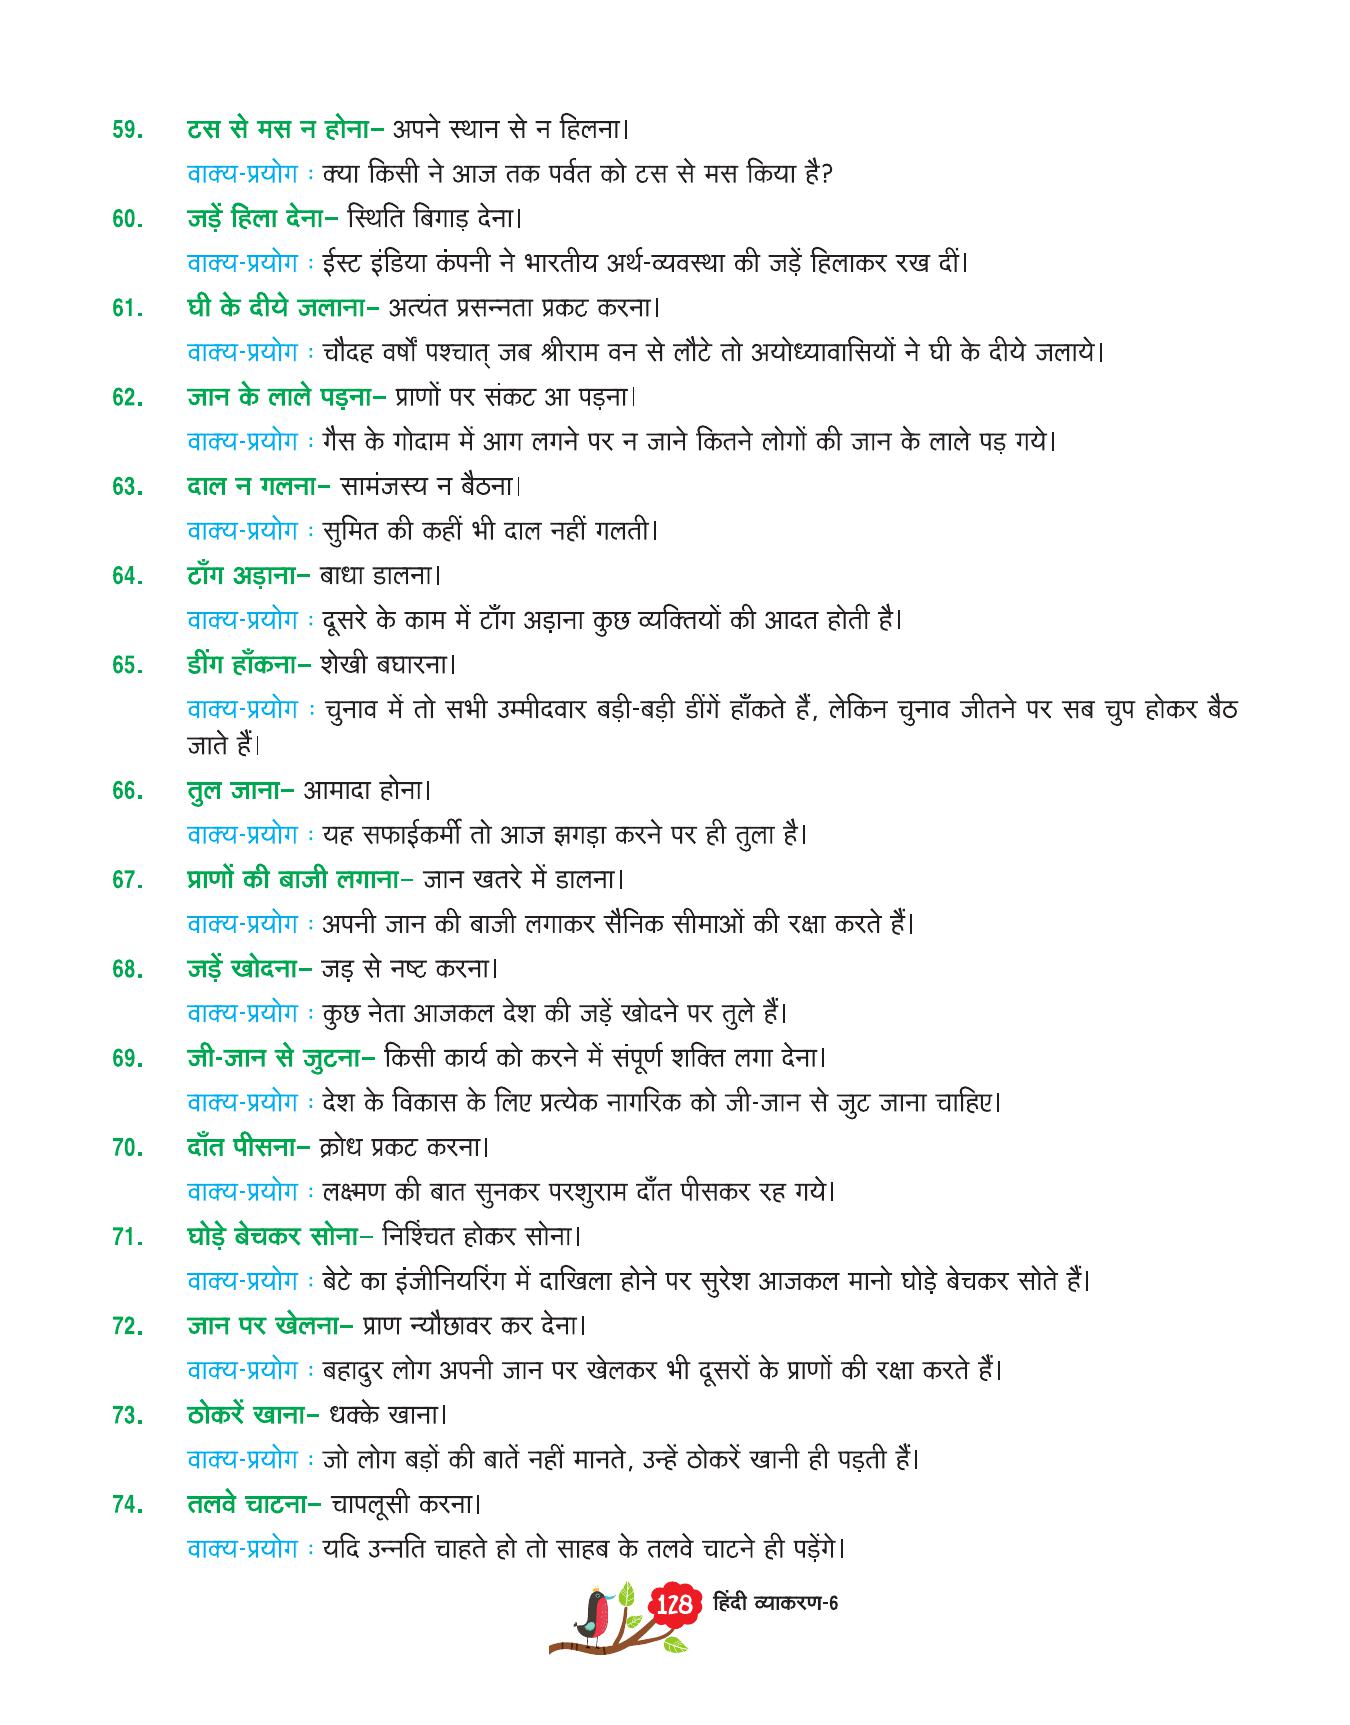 59. टस से मस न होना– अपने स्थान से न हिलना।
वाक्य-प्रयोग : क्या किसी ने आज तक पर्वत को टस से मस किया है?
60. जड़ें हिला देना– स्थिति बिगाड़ देना।
वाक्य-प्रयोग : ईस्ट इंडिया कंपनी ने भारतीय अर्थ-व्यवस्था की जड़ें हिलाकर रख दीं।
61. घी के दीये जलाना– अत्यंत प्रसन्नता प्रकट करना।
वाक्य-प्रयोग : चौदह वर्षों पश्चात् जब श्रीराम वन से लौटे तो अयोध्यावासियों ने घी के दीये जलाये।
62. जान के लाले पड़ना– प्राणों पर संकट आ पड़ना।
वाक्य-प्रयोग : गैस के गोदाम में आग लगने पर न जाने कितने लोगों की जान के लाले पड़ गये।
63. दाल न गलना– सामंजस्य न बैठना।
वाक्य-प्रयोग : सुमित की कहीं भी दाल नहीं गलती।
64. टाँग अड़ाना– बाधा डालना।
वाक्य-प्रयोग : दूसरे के काम में टाँग अड़ाना कुछ व्यक्तियों की आदत होती है।
65. डींग हाँकना– शेखी बघारना।
वाक्य-प्रयोग : चुनाव में तो सभी उम्मीदवार बड़ी-बड़ी डींगें हाँकते हैं, लेकिन चुनाव जीतने पर सब चुप होकर बैठ
जाते हैं।
66. तुल जाना– आमादा होना।
वाक्य-प्रयोग : यह सफाईकर्मी तो आज झगड़ा करने पर ही तुला है।
67. प्राणों की बाजी लगाना– जान खतरे में डालना।
वाक्य-प्रयोग : अपनी जान की बाजी लगाकर सैनिक सीमाओं की रक्षा करते हैं।
68. जड़ें खोदना– जड़ से नष्ट करना।
वाक्य-प्रयोग : कुछ नेता आजकल देश की जड़ें खोदने पर तुले हैं।
69. जी-जान से जुटना– किसी कार्य को करने में संपूर्ण शक्ति लगा देना।
वाक्य-प्रयोग : देश के विकास के लिए प्रत्येक नागरिक को जी-जान से जुट जाना चाहिए।
70. दाँत पीसना– क्रोध प्रकट करना।
वाक्य-प्रयोग : लक्ष्मण की बात सुनकर परशुराम दाँत पीसकर रह गये।
71. घोड़े बेचकर सोना– निश्चिंत होकर सोना।
वाक्य-प्रयोग : बेटे का इंजीनियरिंग में दाखिला होने पर सुरेश आजकल मानो घोड़े बेचकर सोते हैं।
72. जान पर खेलना– प्राण न्यौछावर कर देना।
वाक्य-प्रयोग : बहादुर लोग अपनी जान पर खेलकर भी दूसरों के प्राणों की रक्षा करते हैं।
73. ठोकरें खाना– धक्के खाना।
वाक्य-प्रयोग : जो लोग बड़ों की बातें नहीं मानते, उन्हें ठोकरें खानी ही पड़ती हैं।
74. तलवे चाटना– चापलूसी करना।
वाक्य-प्रयोग : यदि उन्नति चाहते हो तो साहब के तलवे चाटने ही पड़ेंगे।
128 हिंदी व्याकरण-6